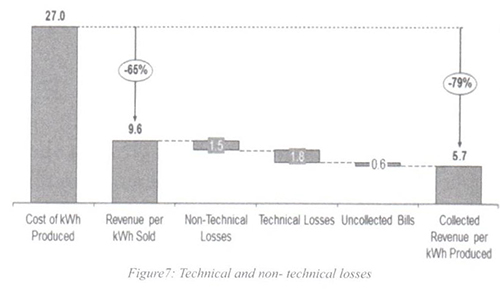 27.0
-65%
-79%
9.6
1.5
1.8
0.6
5.7
Cost of kWh Produced
Revenue per kWh Sold
Non-Technical Losses
Technical Losses
Uncollected Bills
Collected Revenue per kWh Produced
Figure7: Technical and non- technical losses